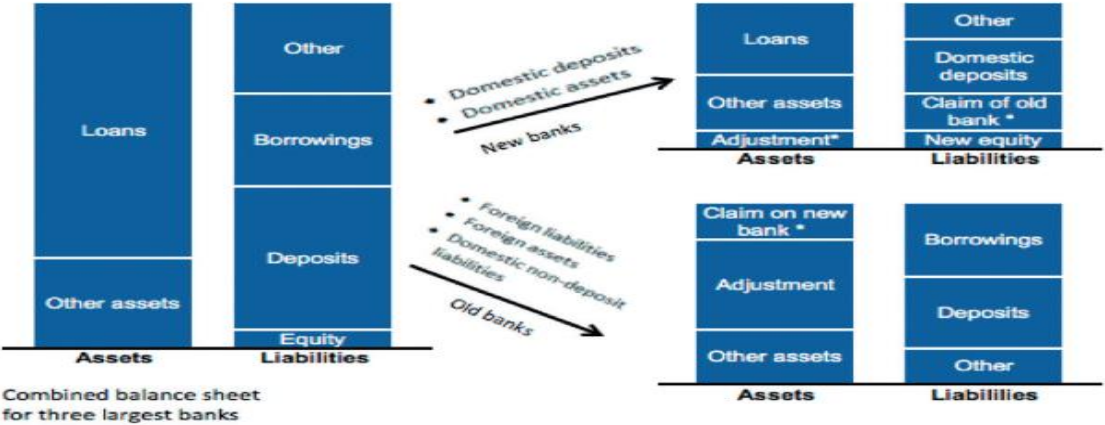 Loans
Other assets
Assets
Other
Borrowings
Deposits
Equity
Liabilities
Combined balance sheet
for three largest banks
• Domestic deposits
• Domestic assets
New banks
• Foreign liabilities
• Foreign assets
• Domestic non-deposit
liabilities
Old banks
Loans
Other assets
Adjustment*
Assets
Other
Domestic
deposits
Claim of old
bank *
New equity
Liabilities
Claim on new
bank *
Adjustment
Other assets
Assets
Borrowings
Deposits
Other
Liabililies